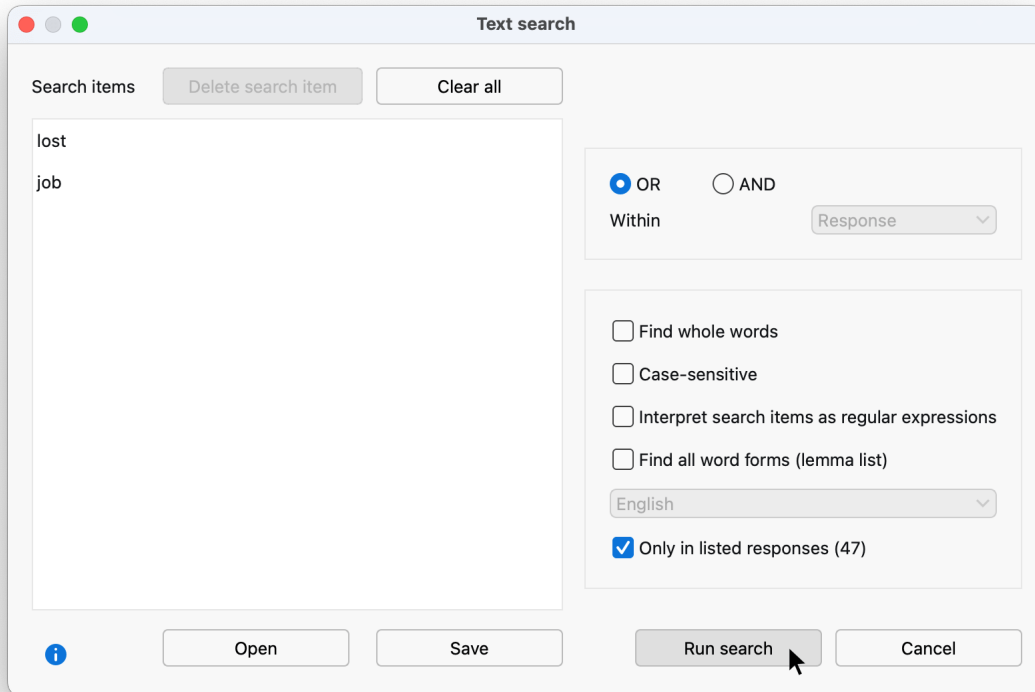 Text search
Search items
Delete search item
Clear all
lost
job
OR
AND
Within
Response
Find whole words
Case-sensitive
Interpret search items as regular expressions
Find all word forms (lemma list)
English
Only in listed responses (47)
Open
Save
Run search
Cancel